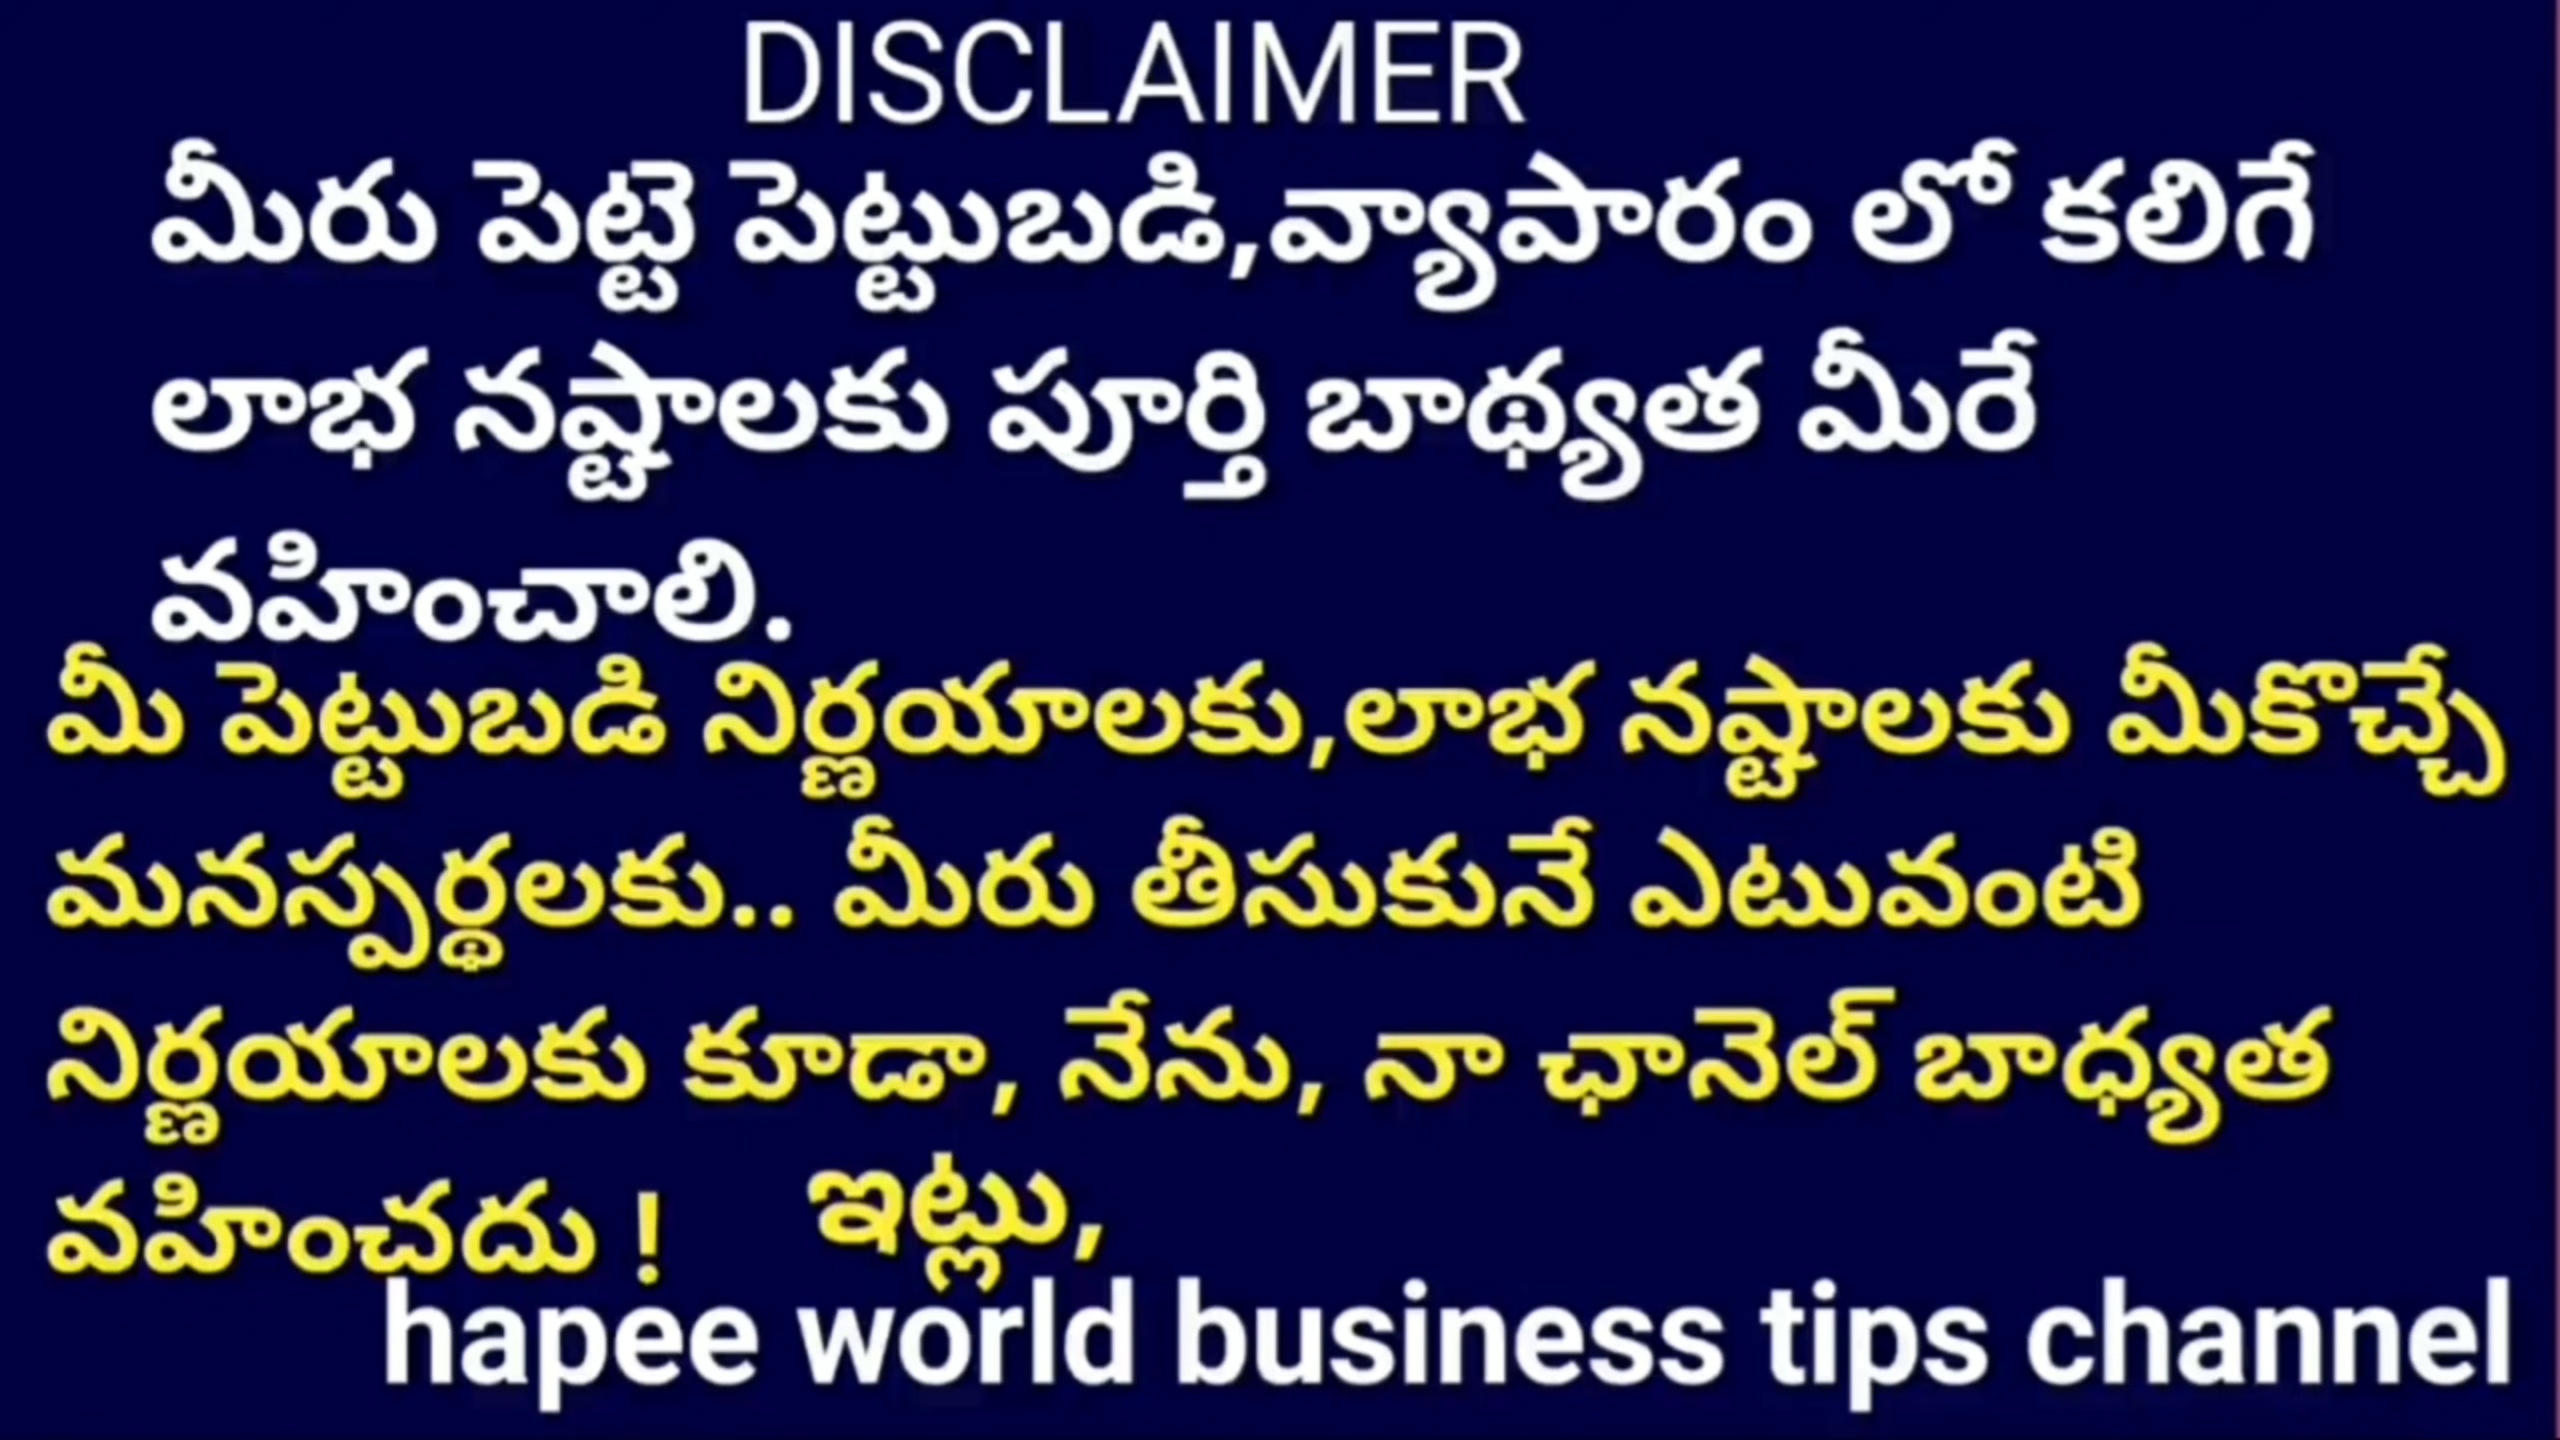 DISCLAIMER
మీరు పెట్టె పెట్టుబడి,వ్యాపారం లో కలిగే
లాభ నష్టాలకు పూర్తి బాథ్యత మీరే
వహించాలి.
మీ పెట్టుబడి నిర్ణయాలకు,లాభ నష్టాలకు మీకొచ్చే
మనస్పర్థలకు.. మీరు తీసుకునే ఎటువంటి
నిర్ణయాలకు కూడా, నేను, నా ఛానెల్ బాధ్యత
వహించదు ! ఇట్లు,
hapee world business tips channel